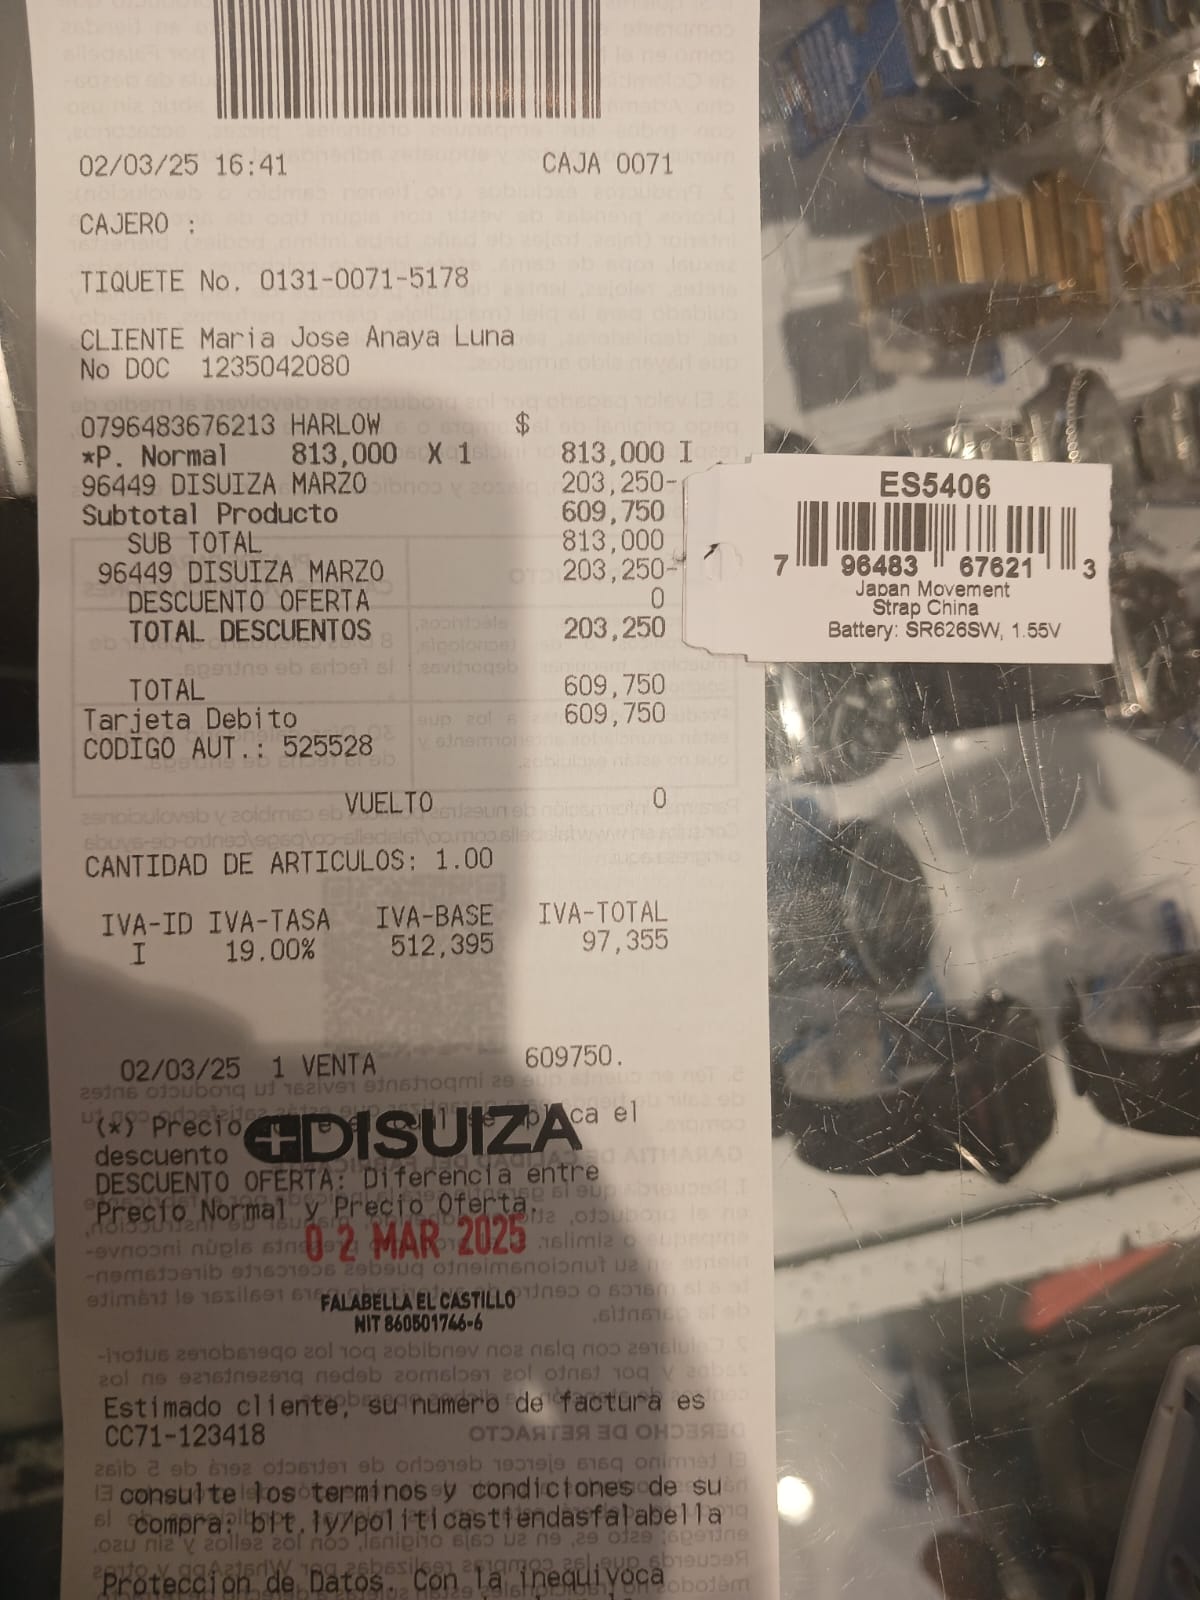 02/03/25 16:41 CAJA 0071
CAJERO :
TIQUETE No. 0131-0071-5178
CLIENTE Maria Jose Anaya Luna
No DOC 1235042080
0796483676213 HARLOW $
*P. Normal 813,000 X 1 813,000 I
96449 DISUIZA MARZO 203,250-
Subtotal Producto 609,750
SUB TOTAL 813,000
96449 DISUIZA MARZO 203,250-
DESCUENTO OFERTA 0
TOTAL DESCUENTOS 203,250
TOTAL 609,750
Tarjeta Debito 609,750
CODIGO AUT.: 525528
VUELTO 0
CANTIDAD DE ARTICULOS: 1.00
IVA-ID IVA-TASA IVA-BASE IVA-TOTAL
I 19.00% 512,395 97,355
02/03/25 1 VENTA 609750.
(*) Precio el
descuento
+DISUIZA
DESCUENTO OFERTA: Diferencia entre
Precio Normal y Precio Oferta.
02 MAR 2025
FALABELLA EL CASTILLO
NIT 860501746-6
Estimado cliente, su numero de factura es
CC71-123418
consulte los terminos y condiciones de su
compra: bit.ly/politicastiendasfalabella
Proteccion de Datos. Con la inequivoca
ES5406
7 96483 67621 3
Japan Movement
Strap China
Battery: SR626SW, 1.55V